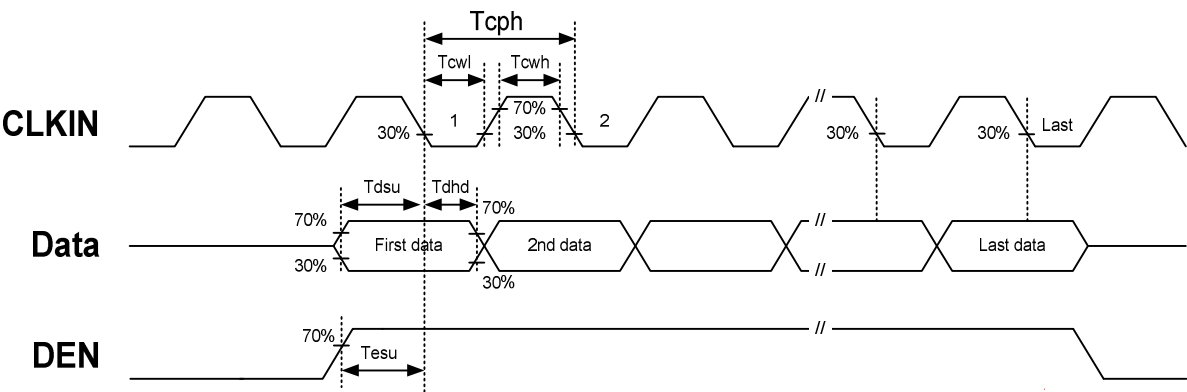 Tcph
Tcwl Tcwh
// 
CLKIN 30% 1 70% 30% 2 30% 30% Last
Tdsu Tdhd
70% 70% //
Data First data 2nd data Last data
30% 30% //
70% //
DEN Tesu